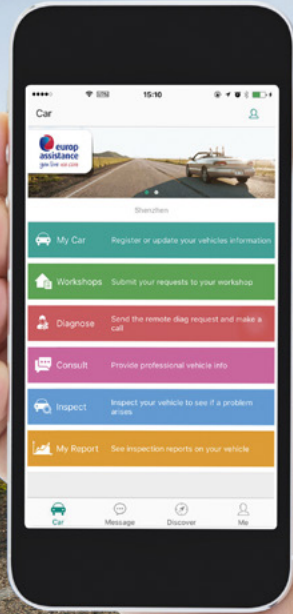 15:10
Car
europ
assistance
you live we care
Shenzhen
My Car
Register or update your vehicles information
Workshops
Submit your requests to your workshop
Diagnose
Send the remote diag request and make a
call
Consult
Provide professional vehicle info
Inspect
Inspect your vehicle to see if a problem
arises
My Report
See inspection reports on your vehicle
Car
Message
Discover
Me